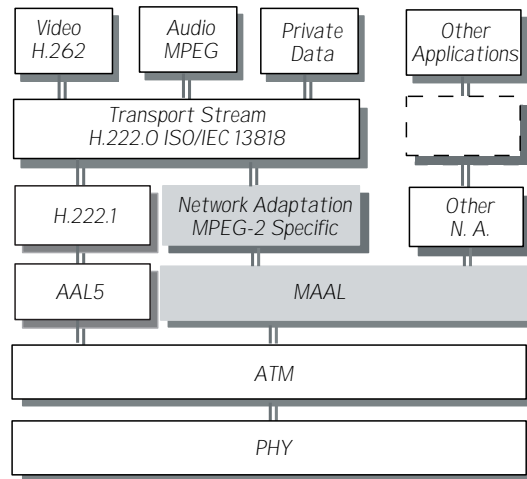 Video
H.262
Audio
MPEG
Private
Data
Other
Applications
Transport Stream
H.222.0 ISO/IEC 13818
H.222.1
Network Adaptation
MPEG-2 Specific
Other
N. A.
AAL5
MAAL
ATM
PHY